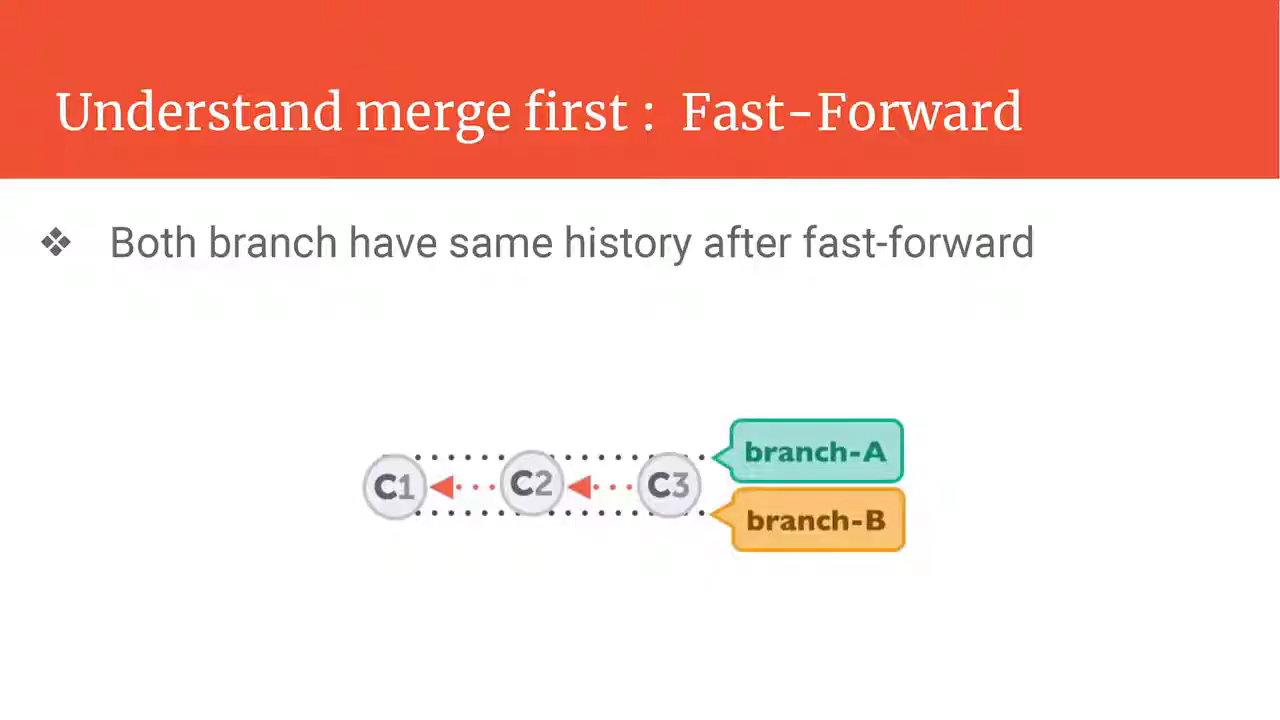 Understand merge first : Fast-Forward
❖ Both branch have same history after fast-forward
branch-A
C1 C2 C3
branch-B